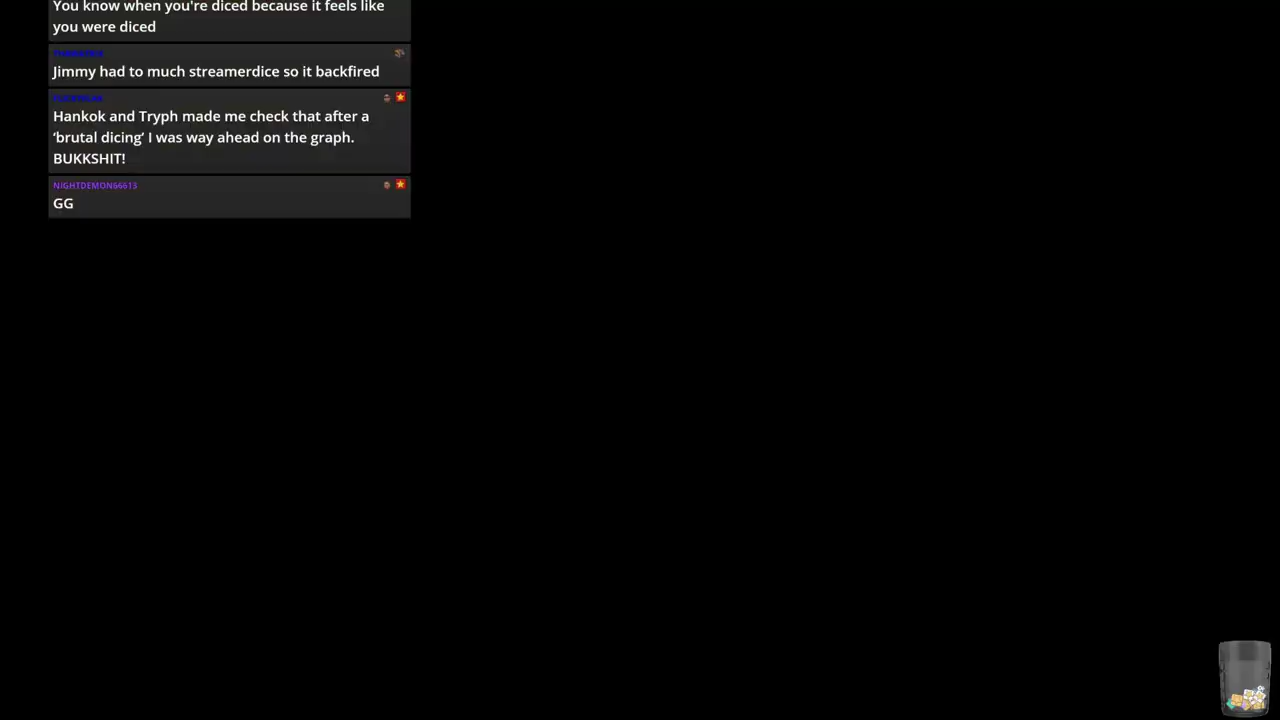 You know when you're diced because it feels like
you were diced
Jimmy had to much streamerdice so it backfired
Hankok and Tryph made me check that after a
‘brutal dicing’ I was way ahead on the graph.
BUKKSHIT!
NIGHTDEMON66613
GG